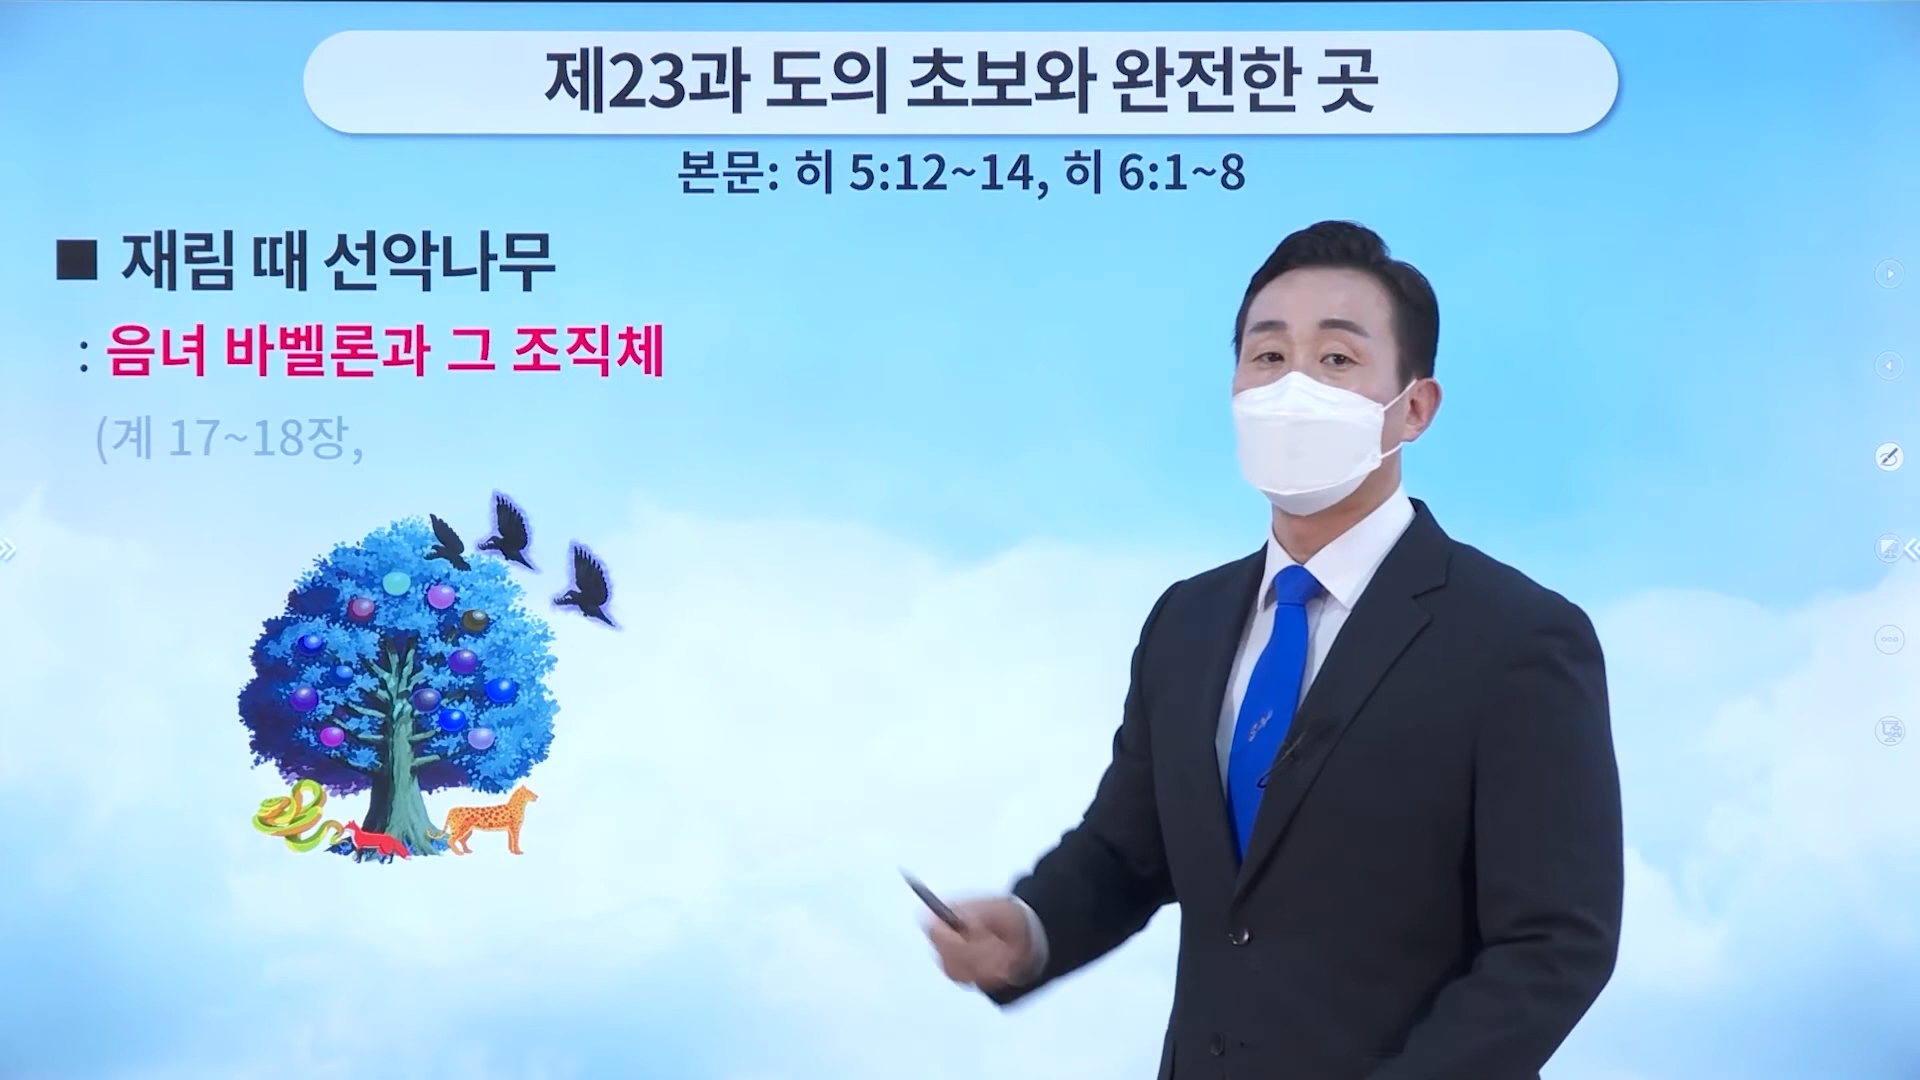 제23과 도의 초보와 완전한 곳
본문: 히 5:12~14, 히 6:1~8
■ 재림 때 선악나무
: 음녀 바벨론과 그 조직체
(계 17~18장,